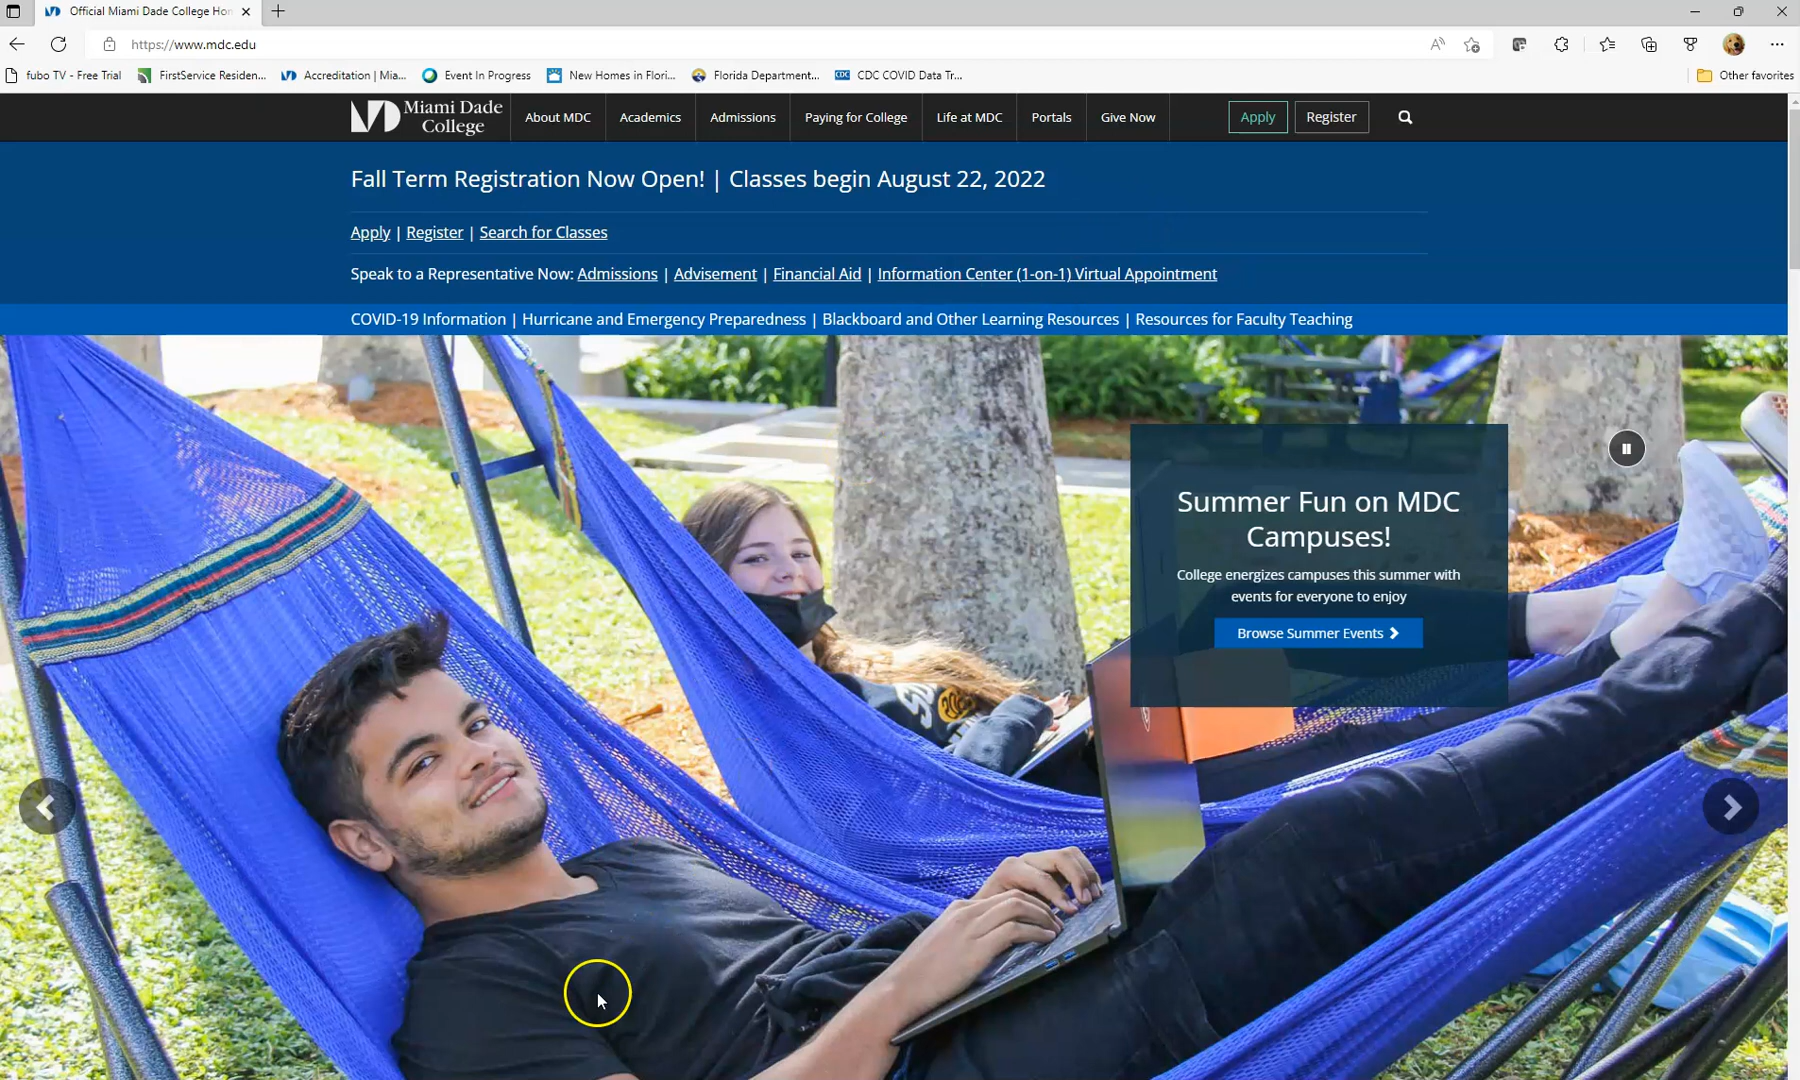 Official Miami Dade College Hom
https://www.mdc.edu
fubo TV - Free Trial
FirstService Residen...
Accreditation | Mia...
Event In Progress
New Homes in Flori...
Florida Department...
CDC COVID Data Tr...
Other favorites
Miami Dade
College
About MDC
Academics
Admissions
Paying for College
Life at MDC
Portals
Give Now
Apply
Register
Fall Term Registration Now Open! | Classes begin August 22, 2022
Apply | Register | Search for Classes
Speak to a Representative Now: Admissions | Advisement | Financial Aid | Information Center (1-on-1) Virtual Appointment
COVID-19 Information | Hurricane and Emergency Preparedness | Blackboard and Other Learning Resources | Resources for Faculty Teaching
Summer Fun on MDC
Campuses!
College energizes campuses this summer with
events for everyone to enjoy
Browse Summer Events